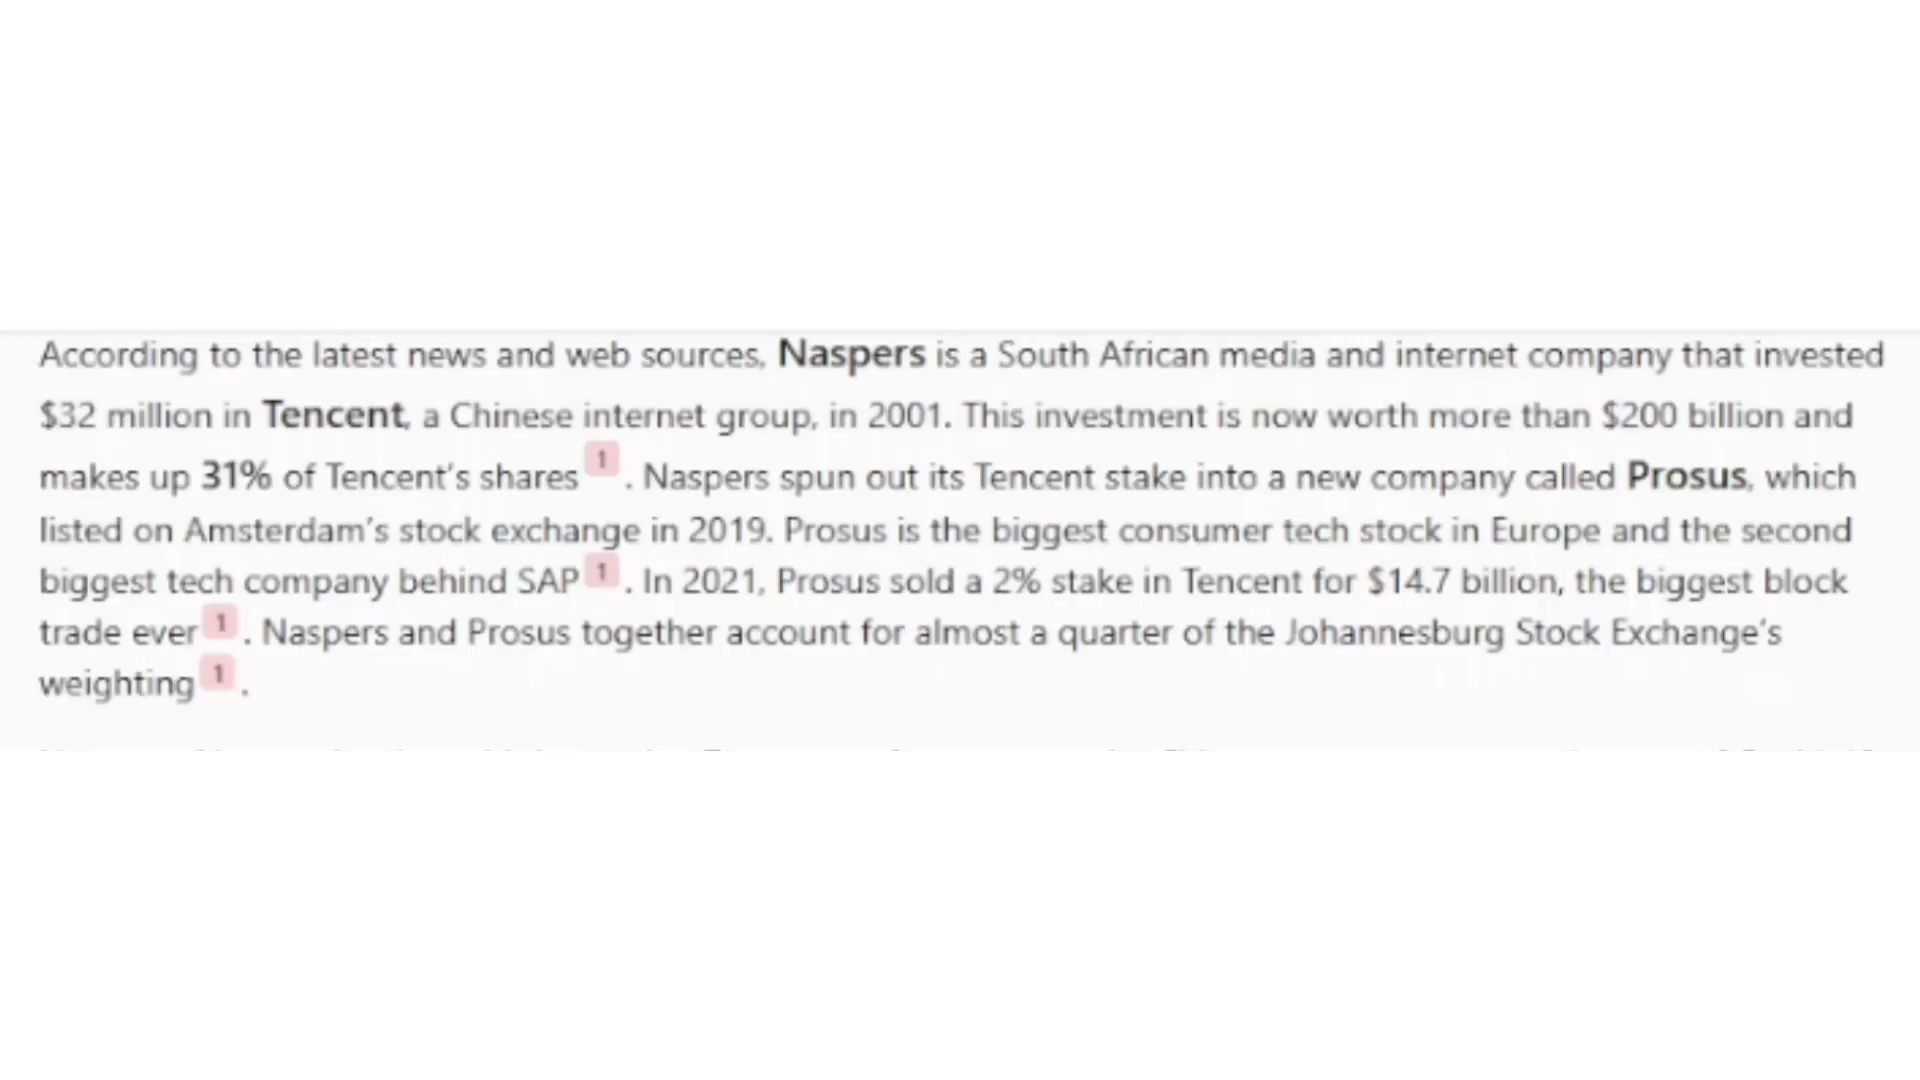 According to the latest news and web sources, Naspers is a South African media and internet company that invested
$32 million in Tencent, a Chinese internet group, in 2001. This investment is now worth more than $200 billion and
makes up 31% of Tencent's shares 1 . Naspers spun out its Tencent stake into a new company called Prosus, which
listed on Amsterdam's stock exchange in 2019. Prosus is the biggest consumer tech stock in Europe and the second
biggest tech company behind SAP 1 . In 2021, Prosus sold a 2% stake in Tencent for $14.7 billion, the biggest block
trade ever 1 . Naspers and Prosus together account for almost a quarter of the Johannesburg Stock Exchange's
weighting 1 .